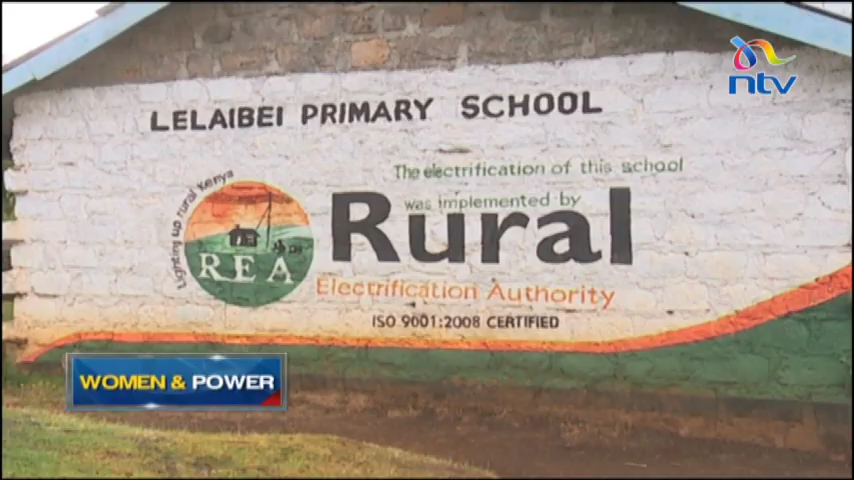 ntv
LELAIBEI PRIMARY SCHOOL
The electrification of this school
was implemented by
Rural
Electrification Authority
ISO 9001:2008 CERTIFIED
Lighting up rural Kenya
REA
WOMEN & POWER